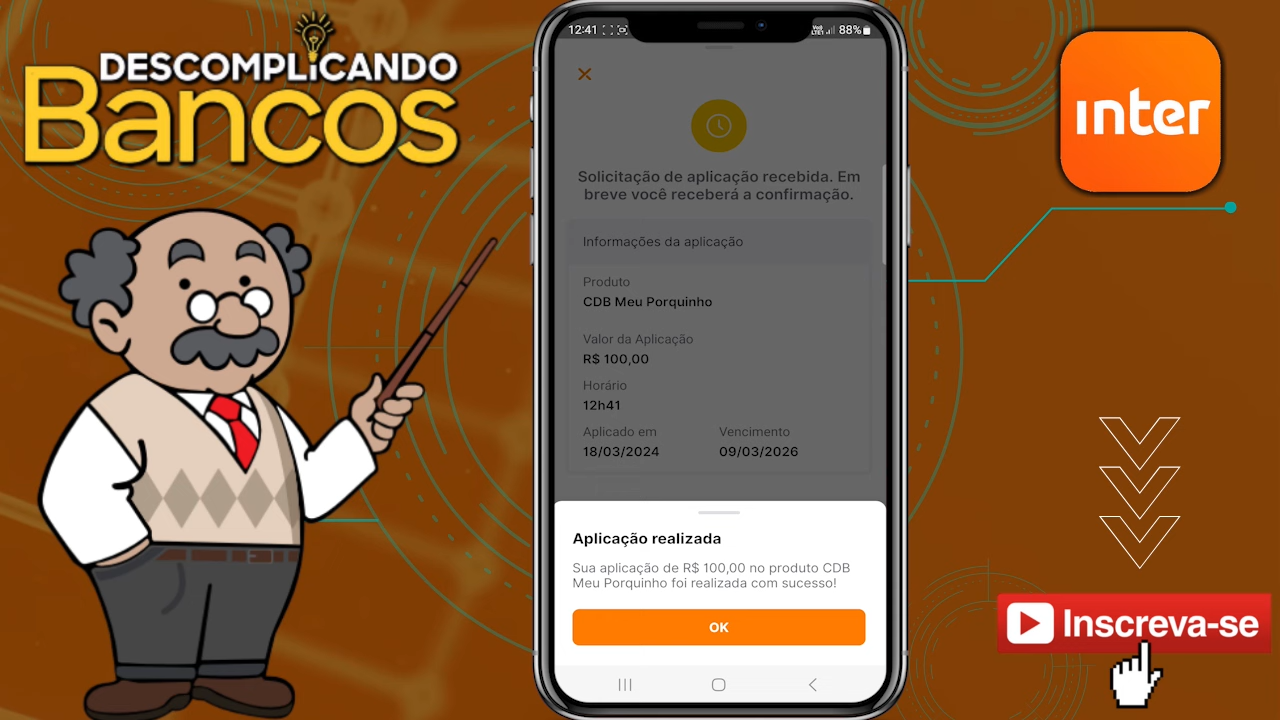 DESCOMPLiCANDO
Bancos
12:41
88%
Solicitação de aplicação recebida. Em
breve você receberá a confirmação.
Informações da aplicação
Produto
CDB Meu Porquinho
Valor da Aplicação
R$ 100,00
Horário
12h41
Aplicado em
Vencimento
18/03/2024
09/03/2026
Aplicação realizada
Sua aplicação de R$ 100,00 no produto CDB
Meu Porquinho foi realizada com sucesso!
OK
inter
Inscreva-se